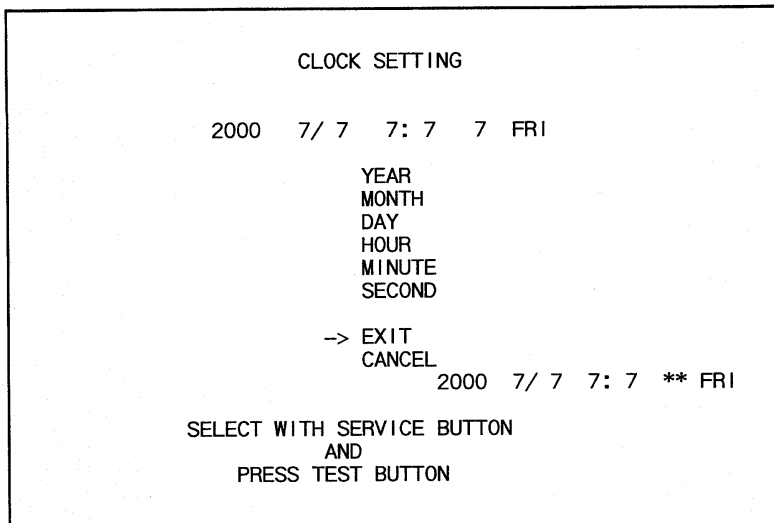 CLOCK SETTING
2000 7/ 7 7: 7 7 FRI
YEAR
MONTH
DAY
HOUR
MINUTE
SECOND
--> EXIT
CANCEL
2000 7/ 7 7: 7 ** FRI
SELECT WITH SERVICE BUTTON
AND
PRESS TEST BUTTON